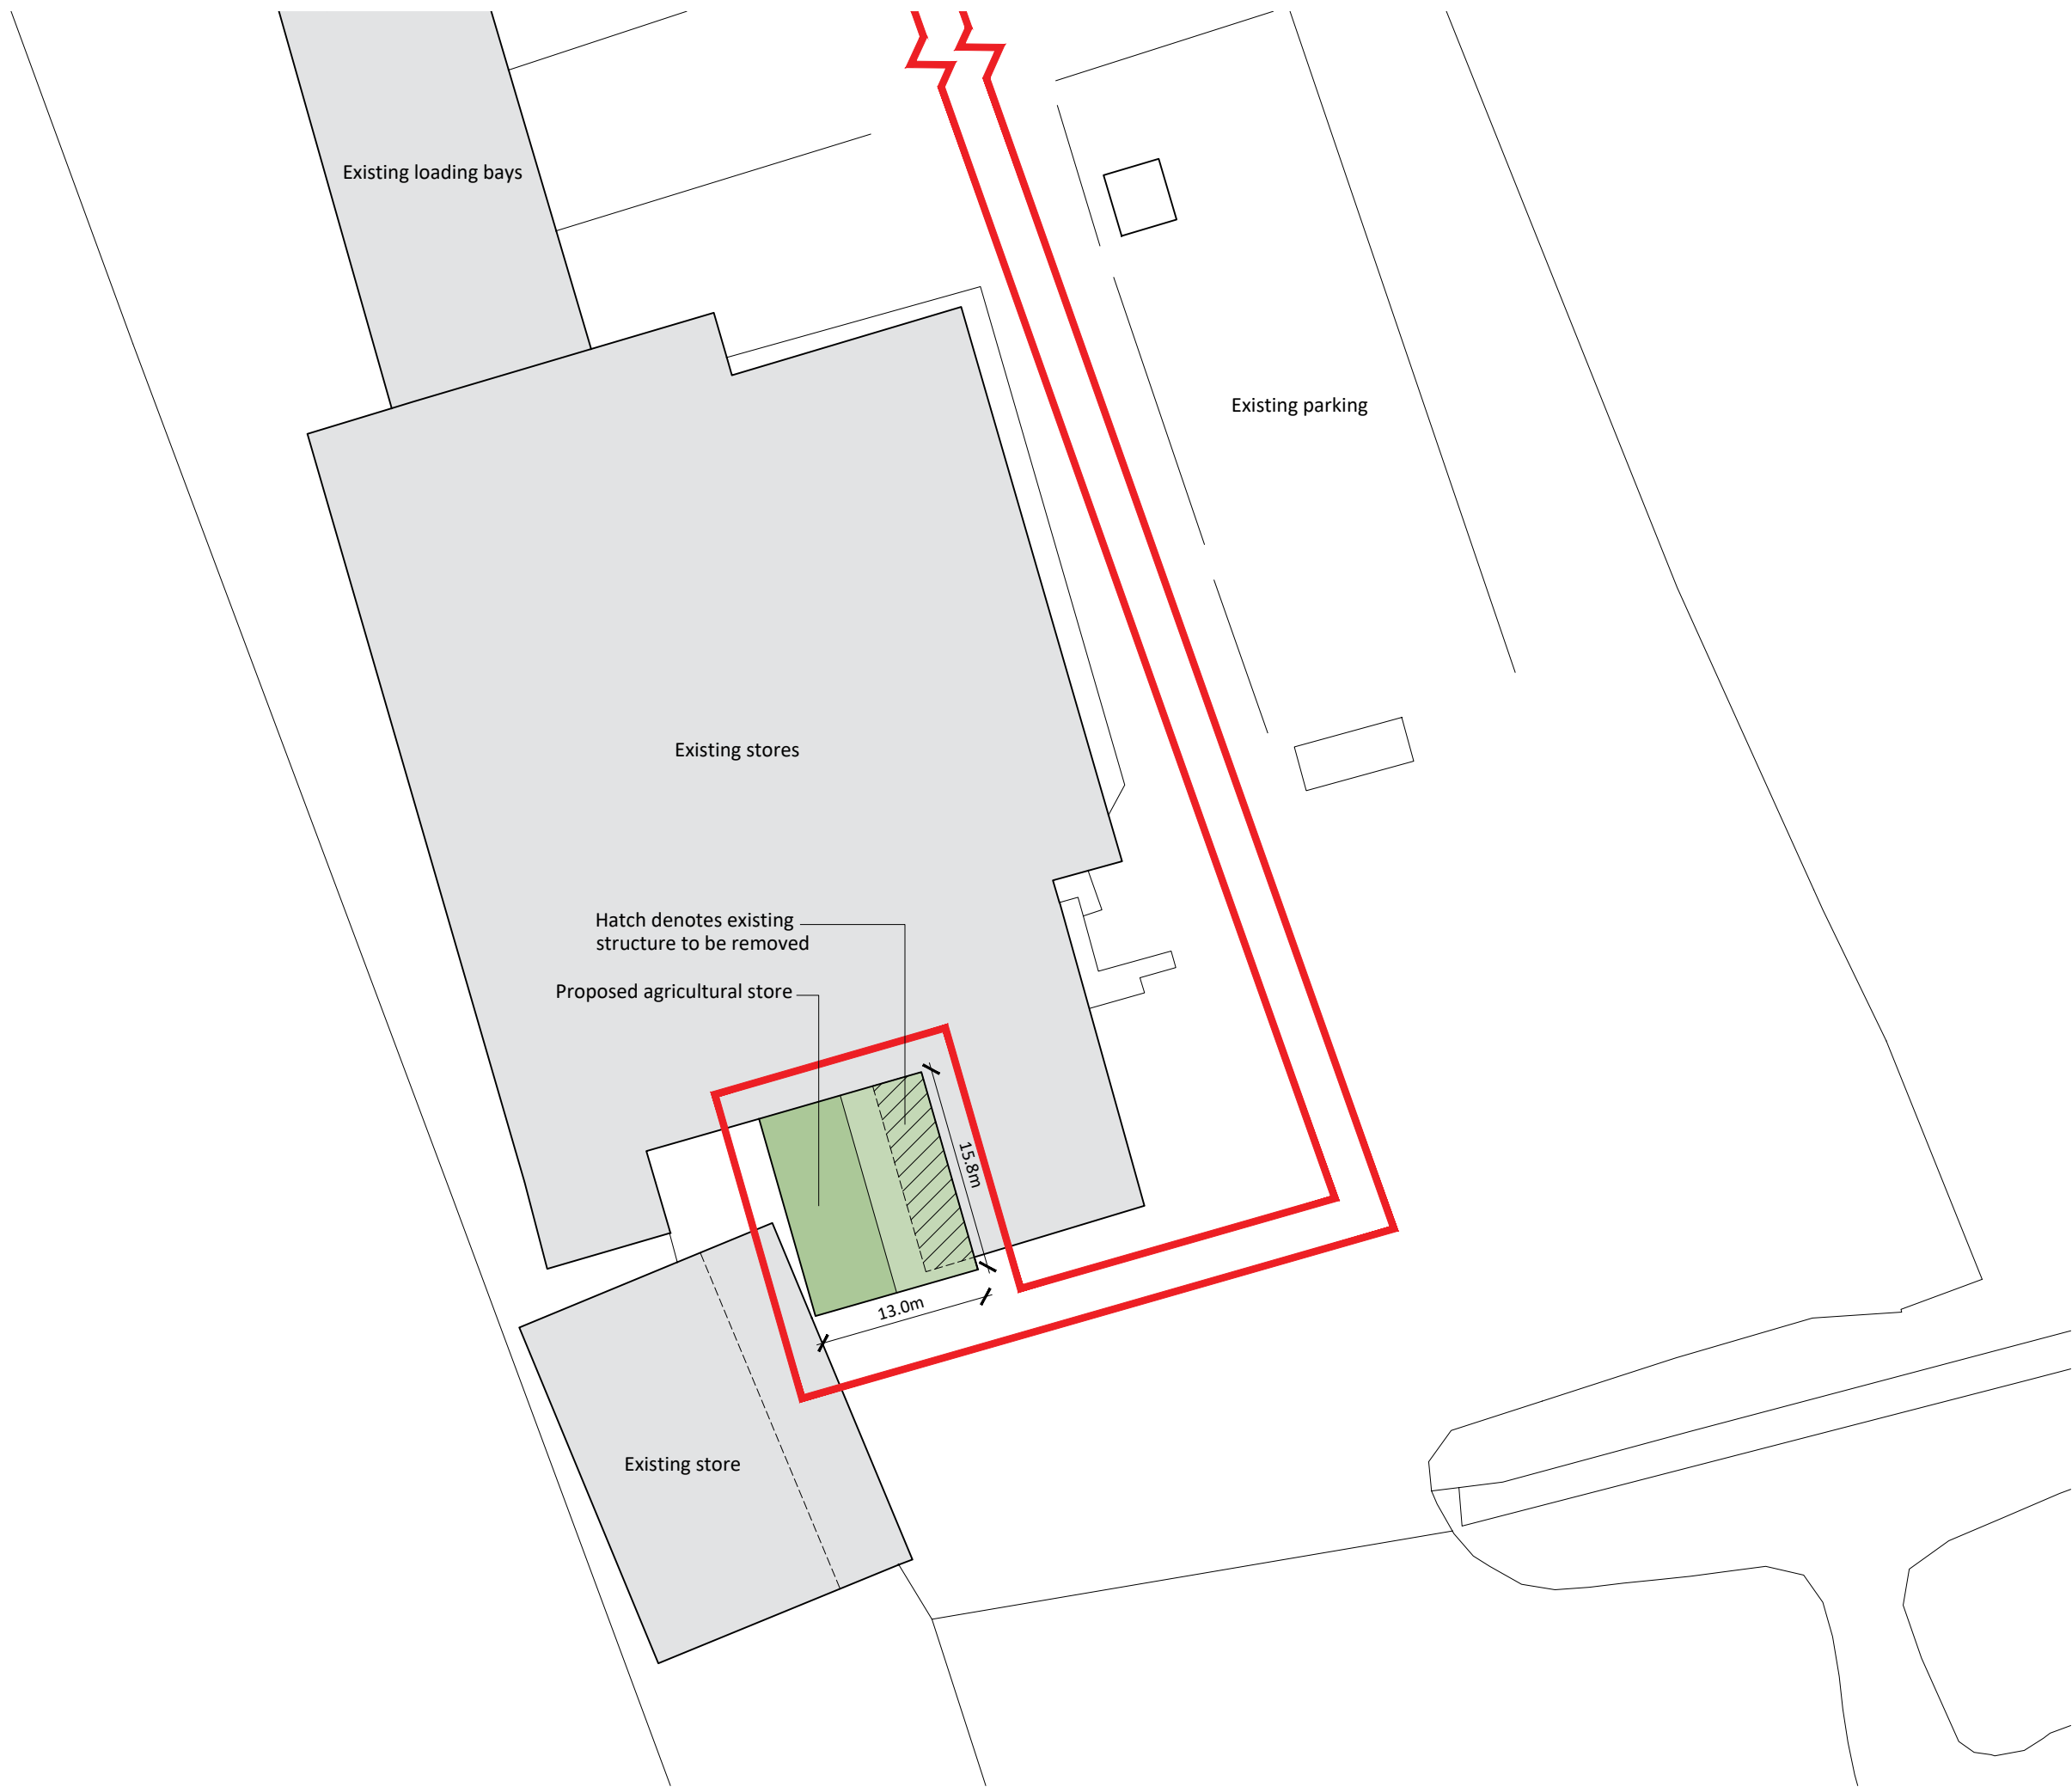 Existing loading bays
Existing parking
Existing stores
Hatch denotes existing
structure to be removed
Proposed agricultural store
15.8m
13.0m
Existing store